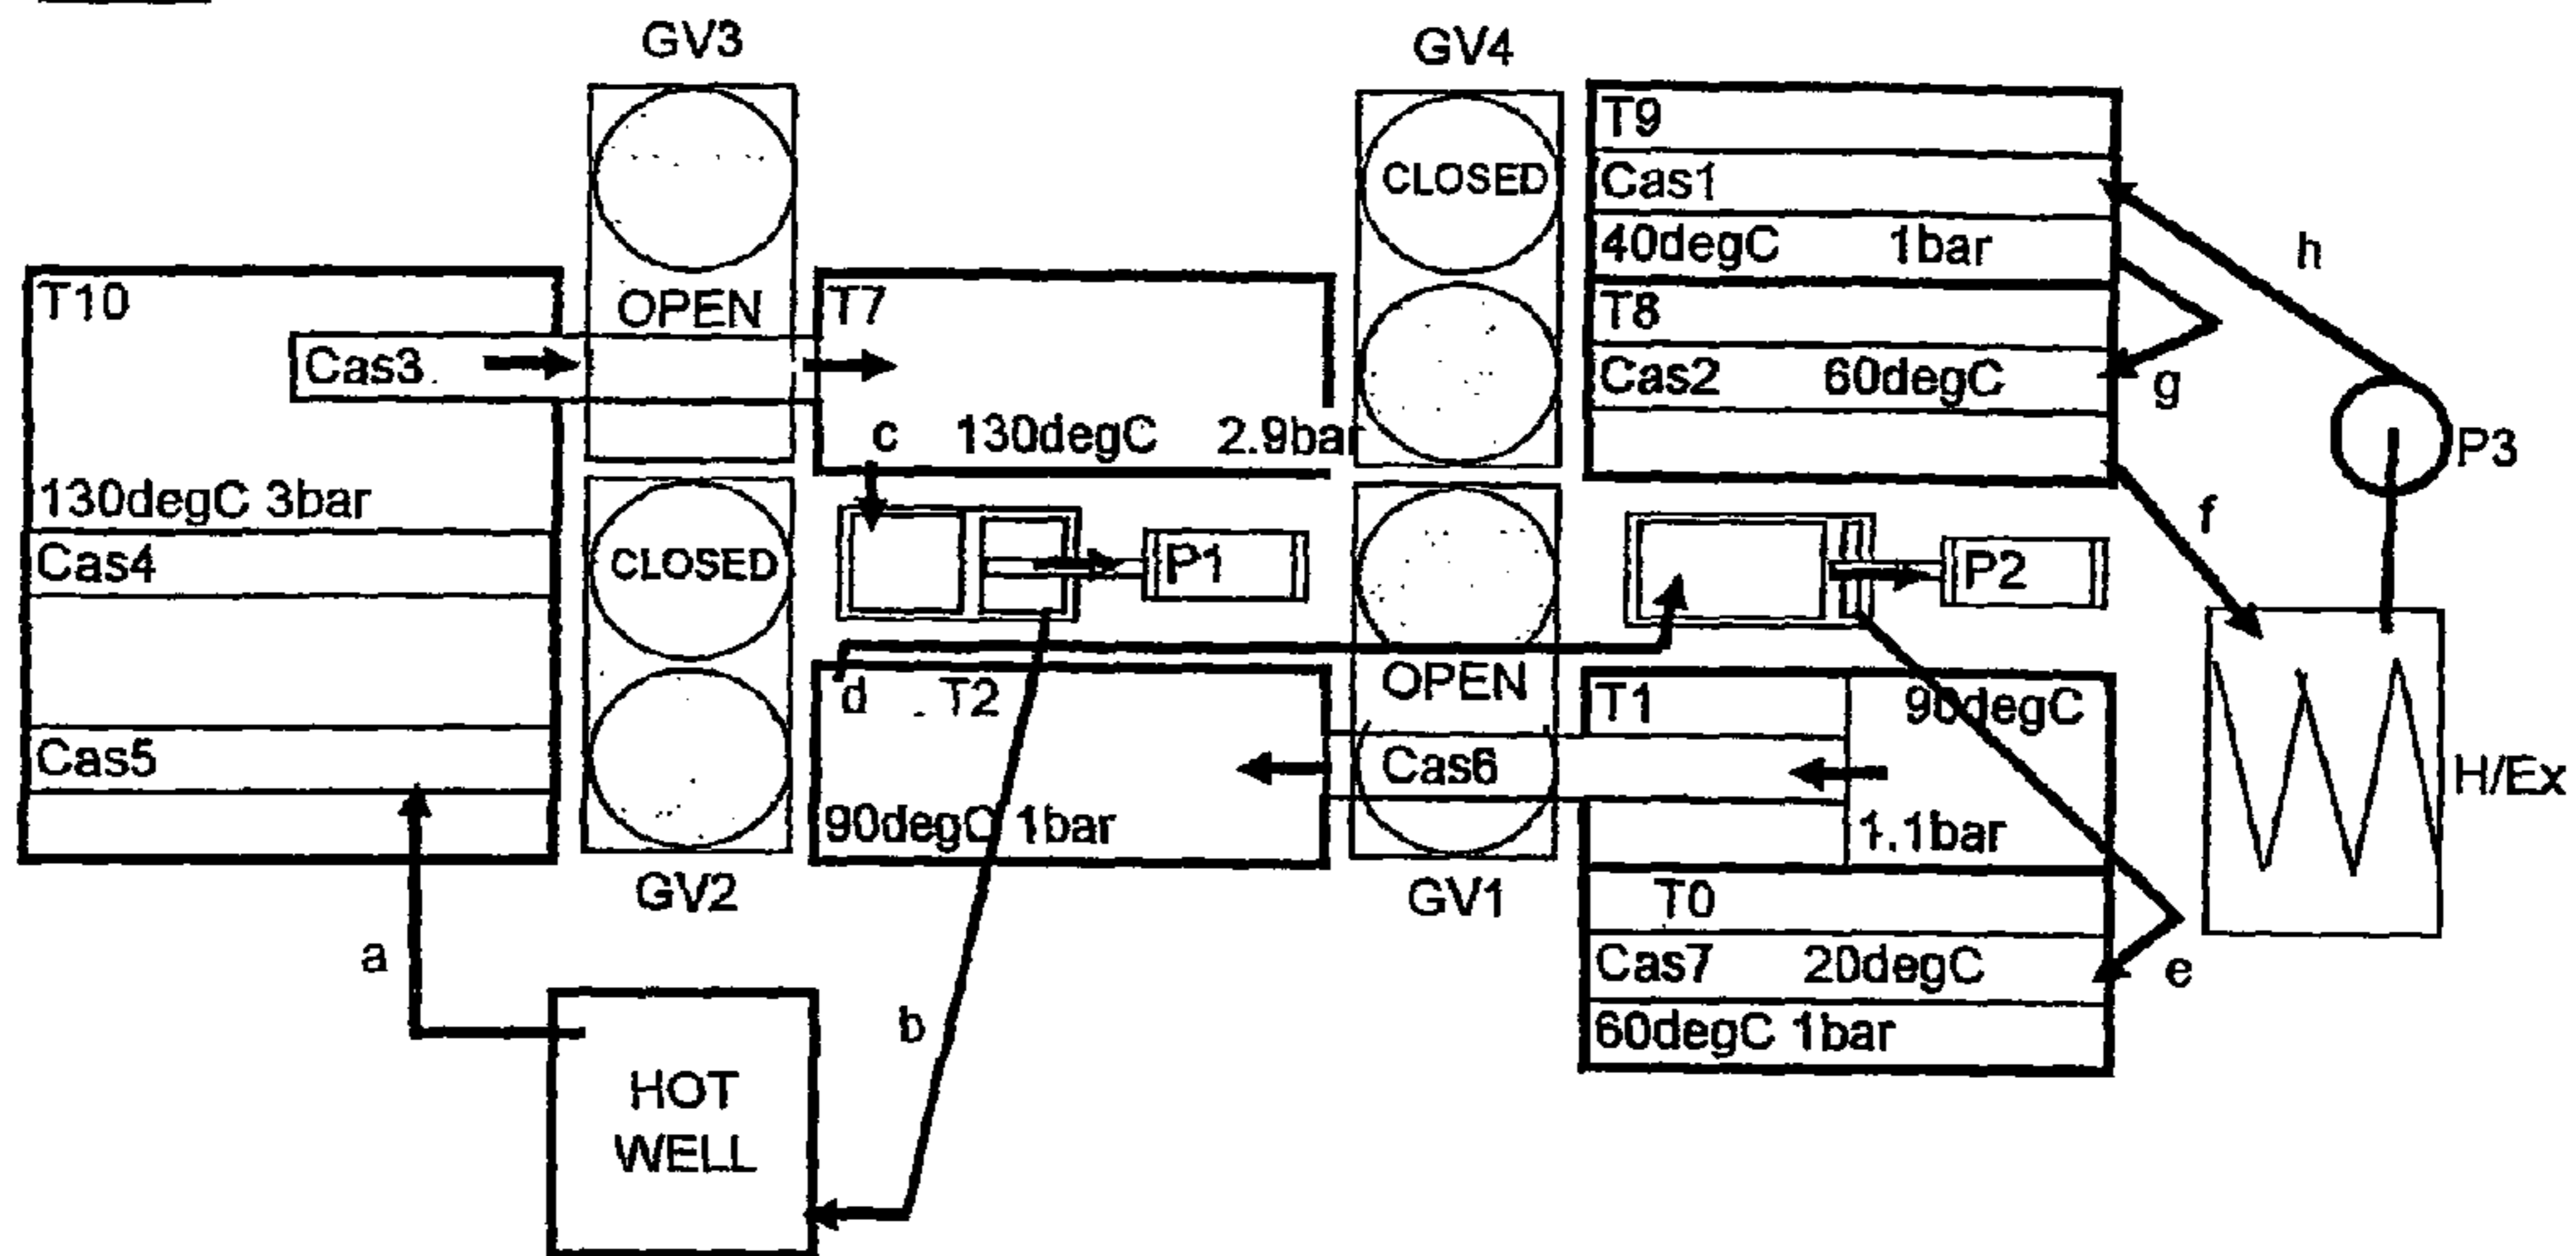 GV3
GV4
T9
Cas1
40degC 1bar
h
T10
OPEN
T7
CLOSED
T8
Cas3
Cas2 60degC
g
c 130degC 2.9bar
P3
130degC 3bar
f
Cas4
CLOSED
P1
P2
d T2
OPEN
T1 90degC
Cas5
Cas6
H/Ex
90degC 1bar
1.1bar
GV2
GV1
T0
a
Cas7 20degC
e
b
60degC 1bar
HOT
WELL